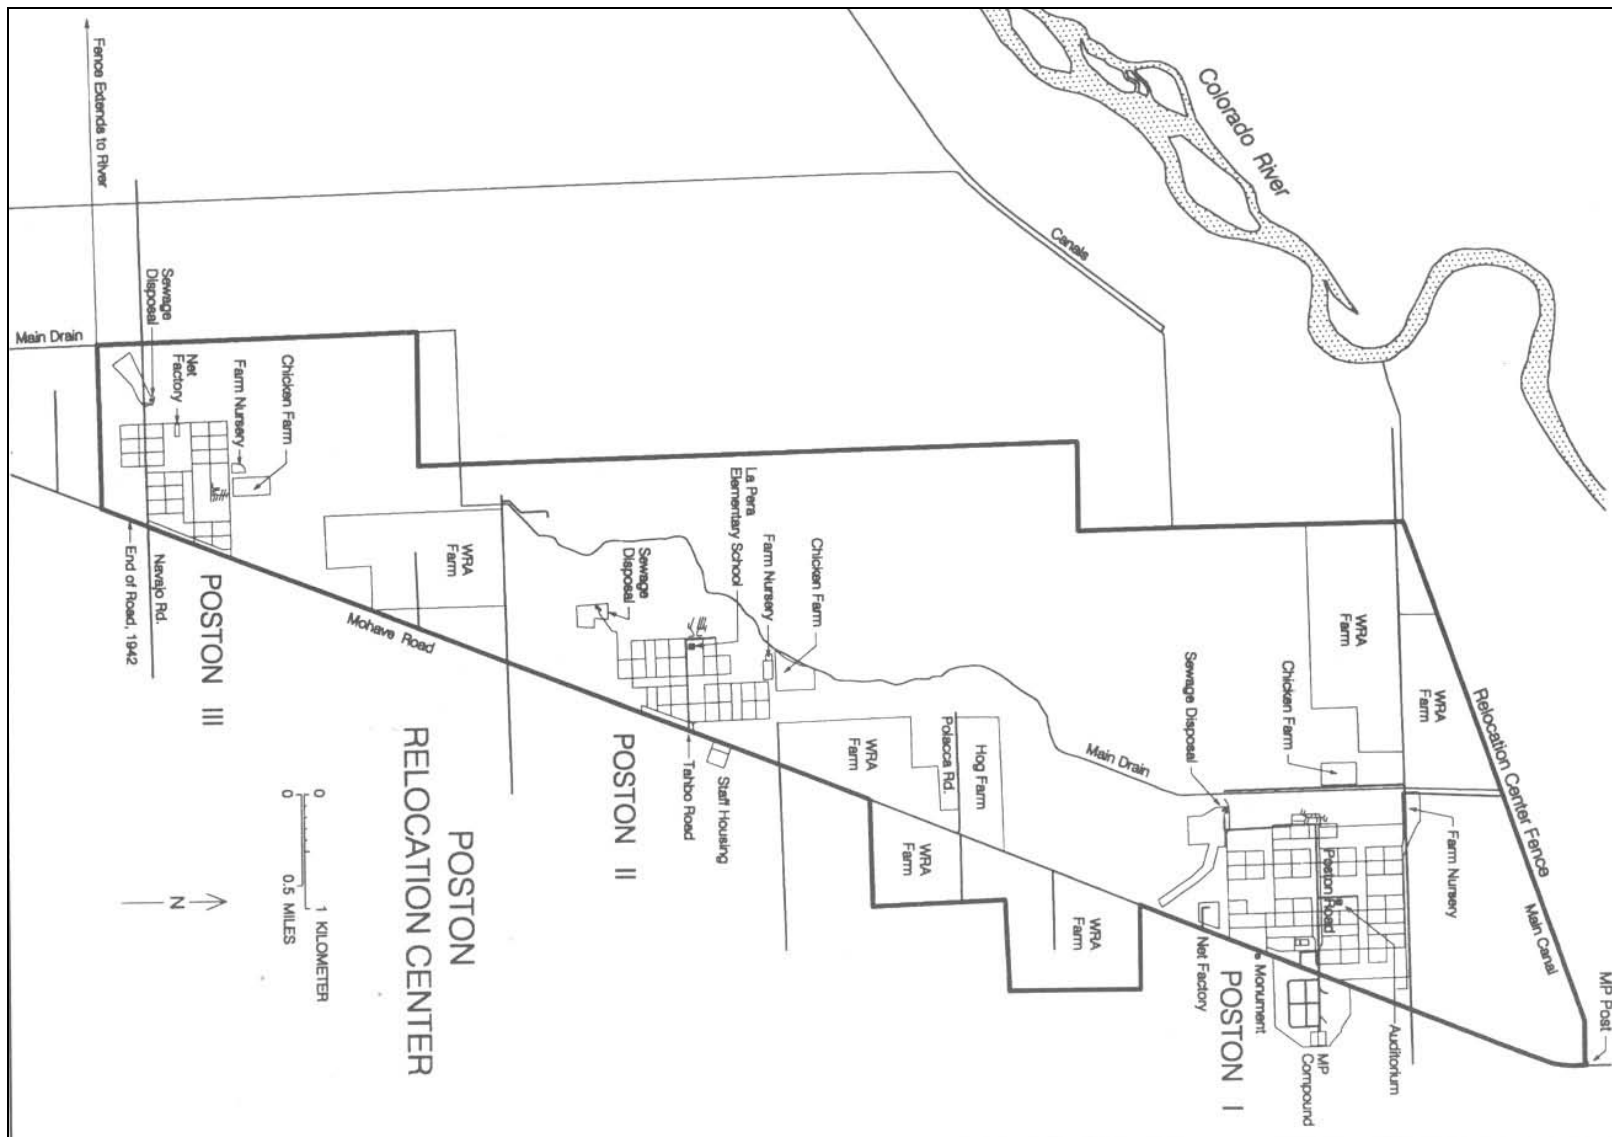 Fence Extends to River
Colorado River
Canals
Main Drain
Sewage
Disposal
Net
Factory
Farm Nursery
Chicken Farm
End of Road, 1942
Navajo Rd.
POSTON III
WRA
Farm
Mohave Road
La Pera
Elementary School
Farm Nursery
Chicken Farm
Sewage
Disposal
POSTON II
Tahbo Road
Staff Housing
WRA
Farm
Polacca Rd.
Hog Farm
WRA
Farm
WRA
Farm
Main Drain
Sewage Disposal
Chicken Farm
WRA
Farm
WRA
Farm
Relocation Center Fence
Main Canal
MP Post
Farm Nursery
Poston Road
Auditorium
MP
Compound
Monument
Net Factory
POSTON I
POSTON
RELOCATION CENTER
0
1 KILOMETER
0
0.5 MILES
N